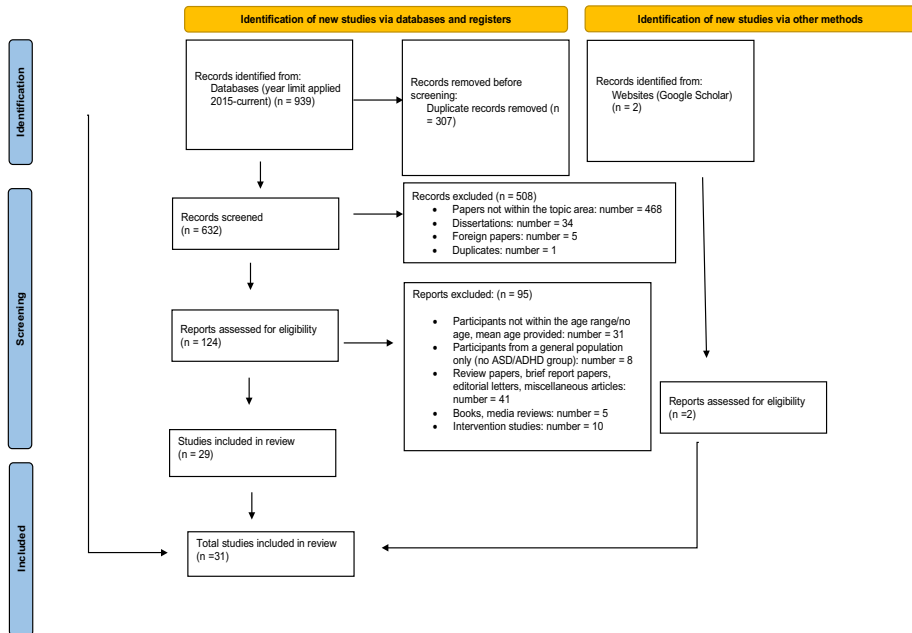 Identification of new studies via databases and registers
Identification of new studies via other methods
Identification
Records identified from:
Databases (year limit applied
2015-current) (n = 939)
Records removed before
screening:
Duplicate records removed (n
= 307)
Records identified from:
Websites (Google Scholar)
(n = 2)
Screening
Records screened
(n = 632)
Records excluded (n = 508)
• Papers not within the topic area: number = 468
• Dissertations: number = 34
• Foreign papers: number = 5
• Duplicates: number = 1
Reports assessed for eligibility
(n = 124)
Reports excluded: (n = 95)
• Participants not within the age range/no
age, mean age provided: number = 31
• Participants from a general population
only (no ASD/ADHD group): number = 8
• Review papers, brief report papers,
editorial letters, miscellaneous articles:
number = 41
• Books, media reviews: number = 5
• Intervention studies: number = 10
Reports assessed for eligibility
(n =2)
Studies included in review
(n = 29)
Included
Total studies included in review
(n =31)